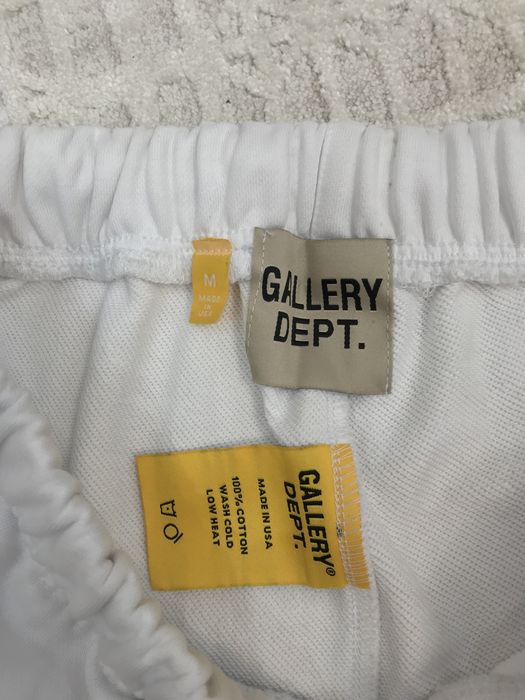 M
MADE
IN
USA
GALLERY
DEPT.
GALLERY®
DEPT.
MADE IN USA
100% COTTON
WASH COLD
LOW HEAT